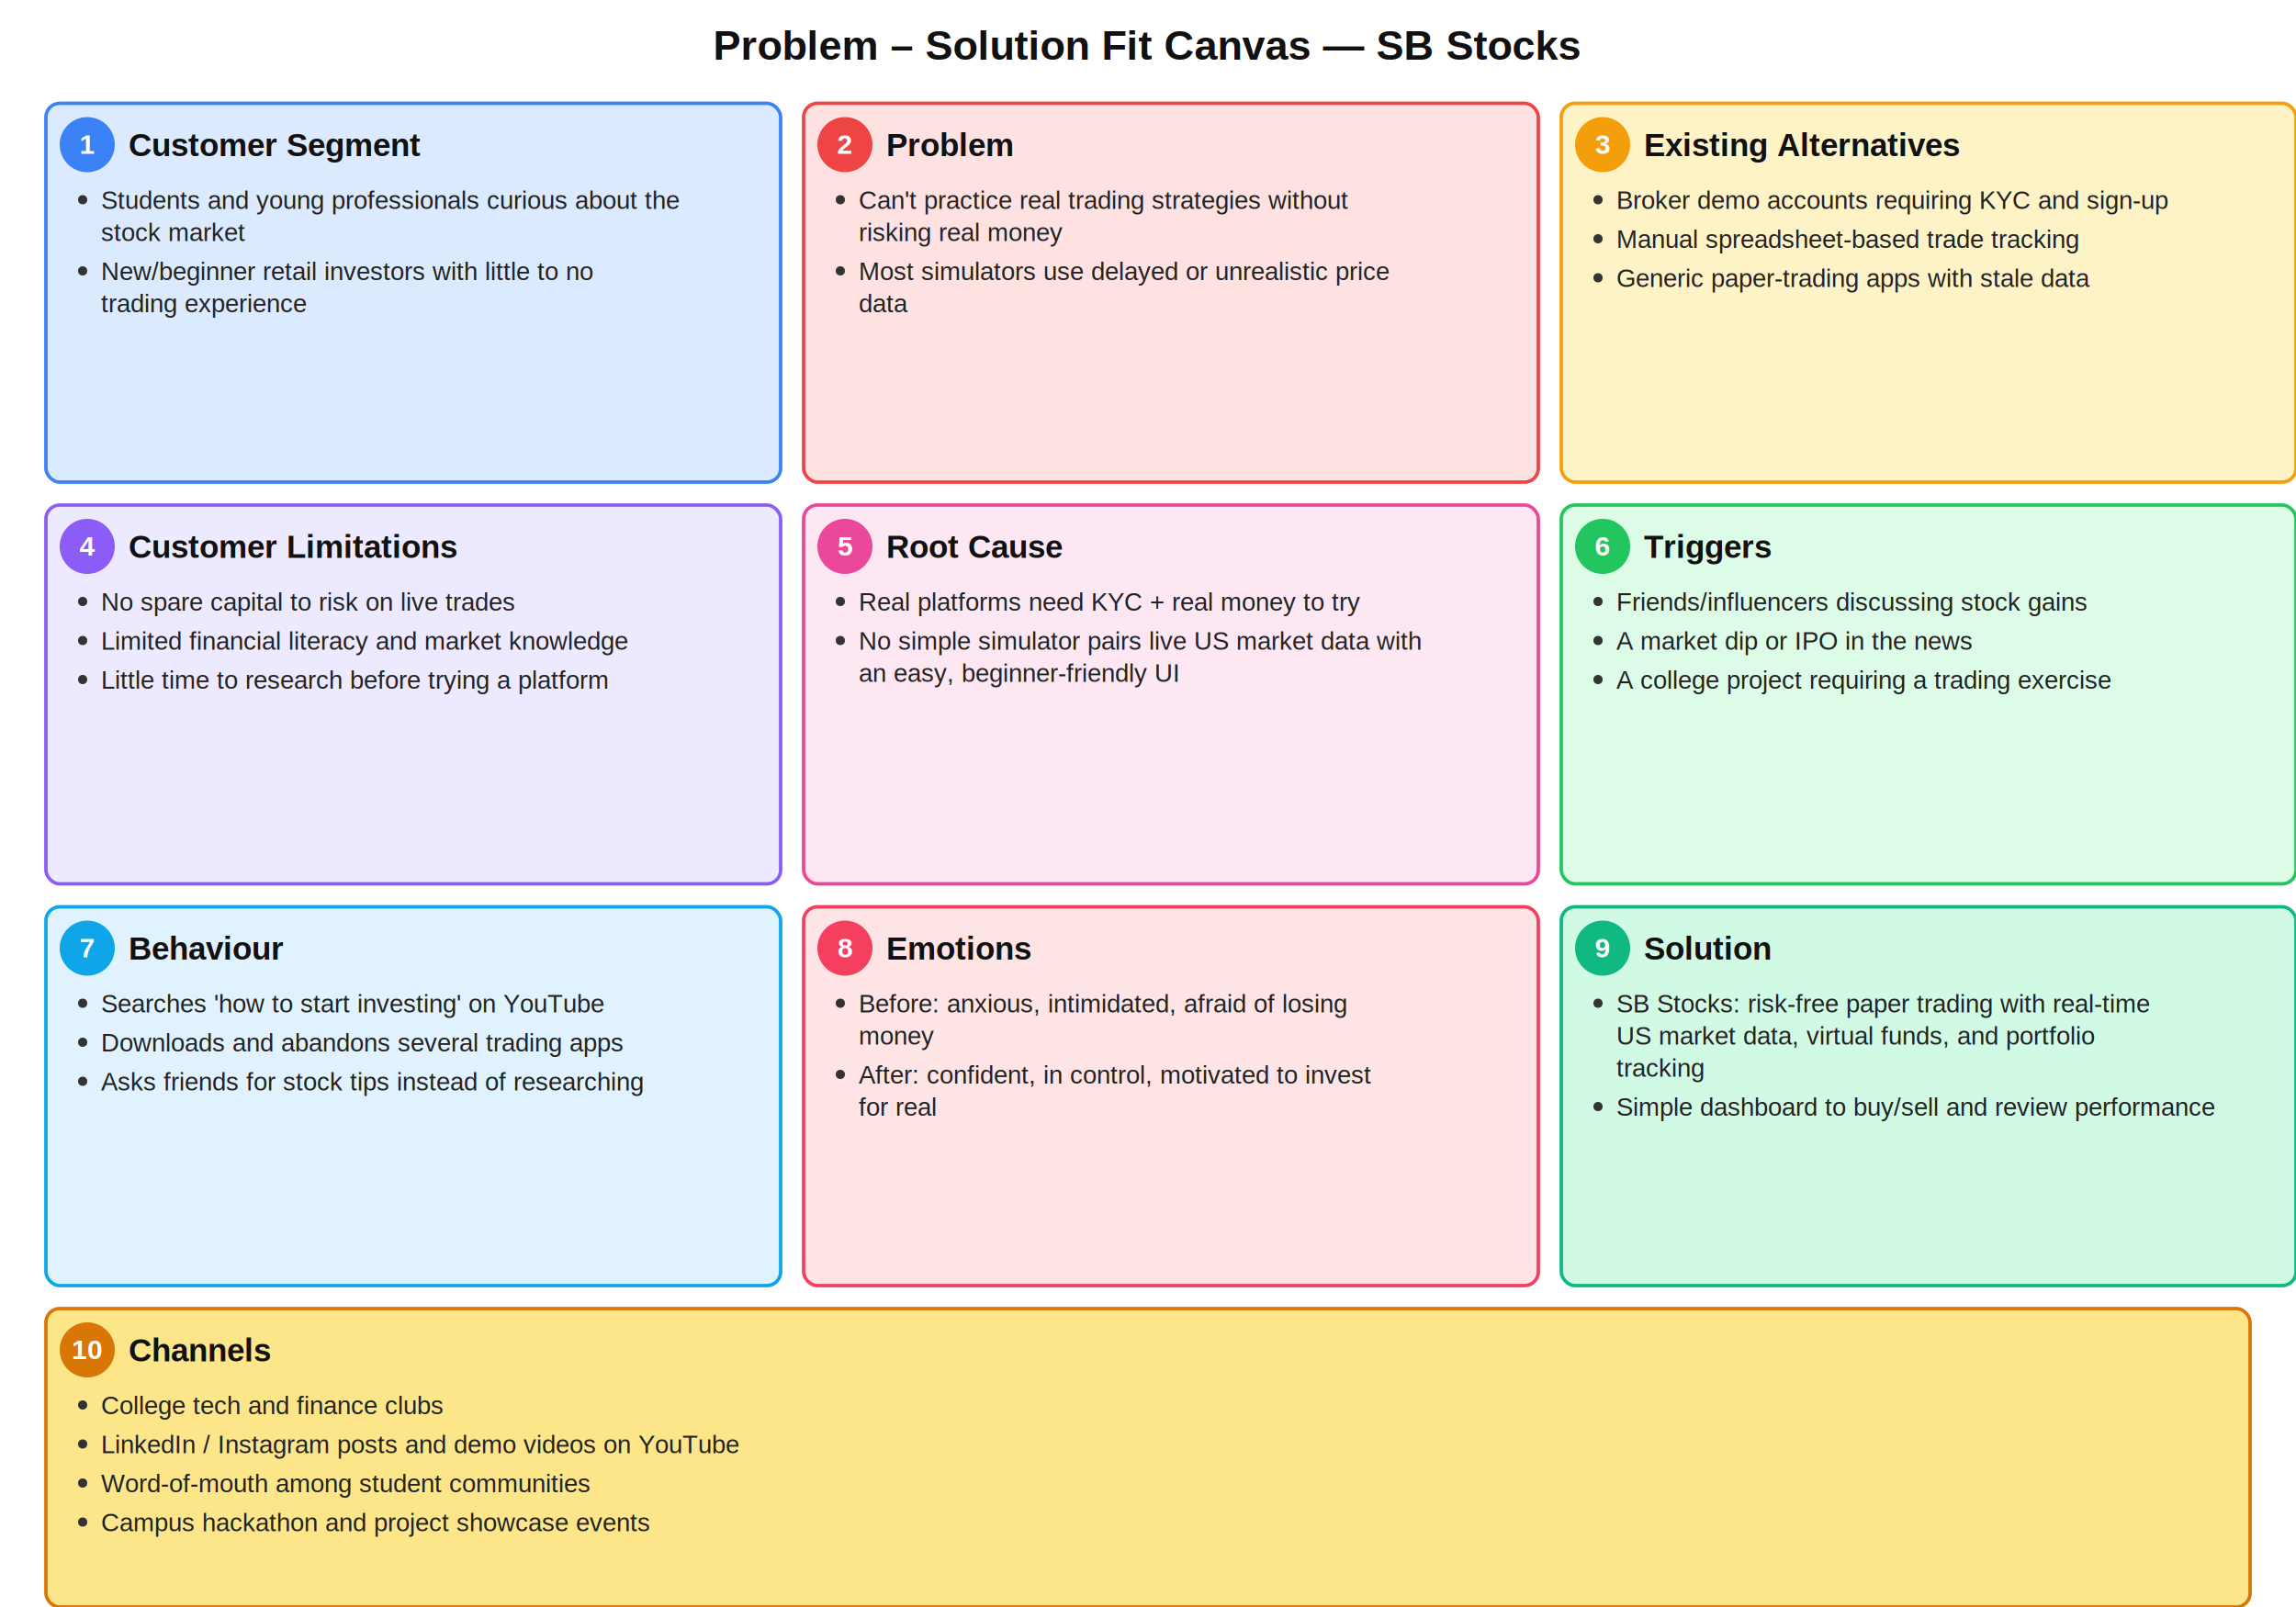 Problem – Solution Fit Canvas — SB Stocks
1 Customer Segment
Students and young professionals curious about the
stock market
New/beginner retail investors with little to no
trading experience
2 Problem
Can't practice real trading strategies without
risking real money
Most simulators use delayed or unrealistic price
data
3 Existing Alternatives
Broker demo accounts requiring KYC and sign-up
Manual spreadsheet-based trade tracking
Generic paper-trading apps with stale data
4 Customer Limitations
No spare capital to risk on live trades
Limited financial literacy and market knowledge
Little time to research before trying a platform
5 Root Cause
Real platforms need KYC + real money to try
No simple simulator pairs live US market data with
an easy, beginner-friendly UI
6 Triggers
Friends/influencers discussing stock gains
A market dip or IPO in the news
A college project requiring a trading exercise
7 Behaviour
Searches 'how to start investing' on YouTube
Downloads and abandons several trading apps
Asks friends for stock tips instead of researching
8 Emotions
Before: anxious, intimidated, afraid of losing
money
After: confident, in control, motivated to invest
for real
9 Solution
SB Stocks: risk-free paper trading with real-time
US market data, virtual funds, and portfolio
tracking
Simple dashboard to buy/sell and review performance
10 Channels
College tech and finance clubs
LinkedIn / Instagram posts and demo videos on YouTube
Word-of-mouth among student communities
Campus hackathon and project showcase events